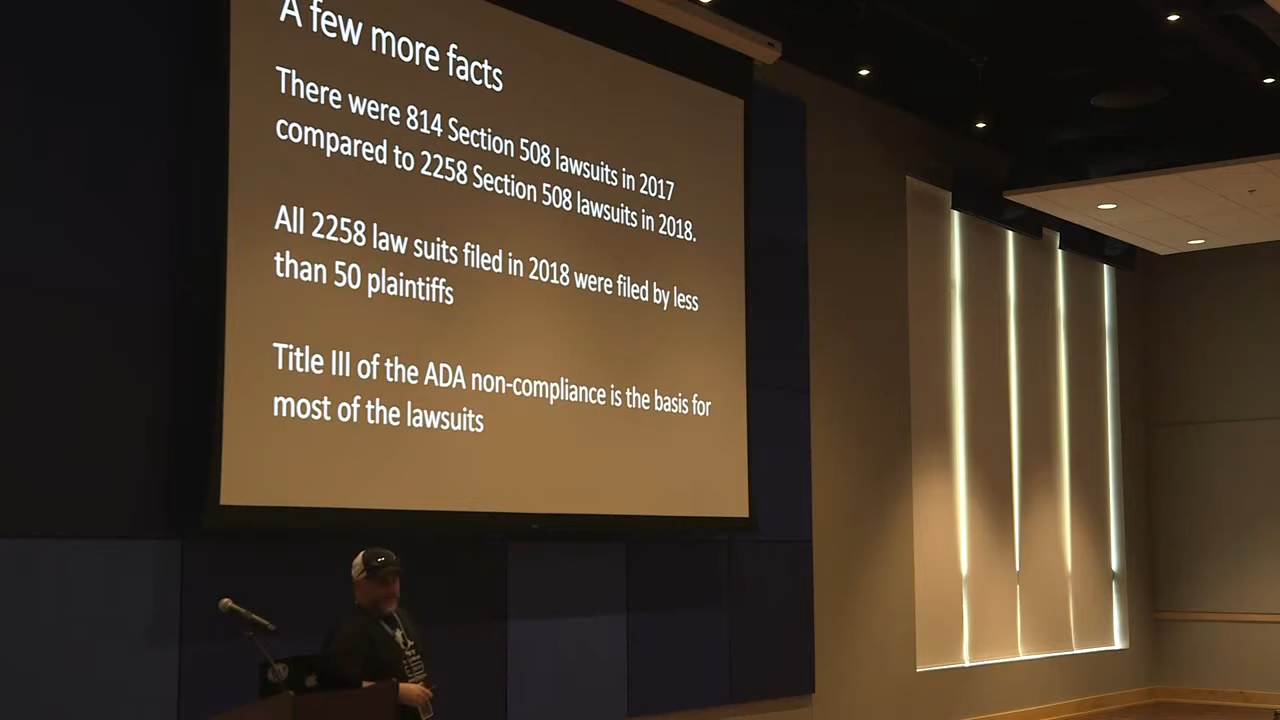 A few more facts
There were 814 Section 508 lawsuits in 2017
compared to 2258 Section 508 lawsuits in 2018.
All 2258 law suits filed in 2018 were filed by less
than 50 plaintiffs
Title III of the ADA non-compliance is the basis for
most of the lawsuits